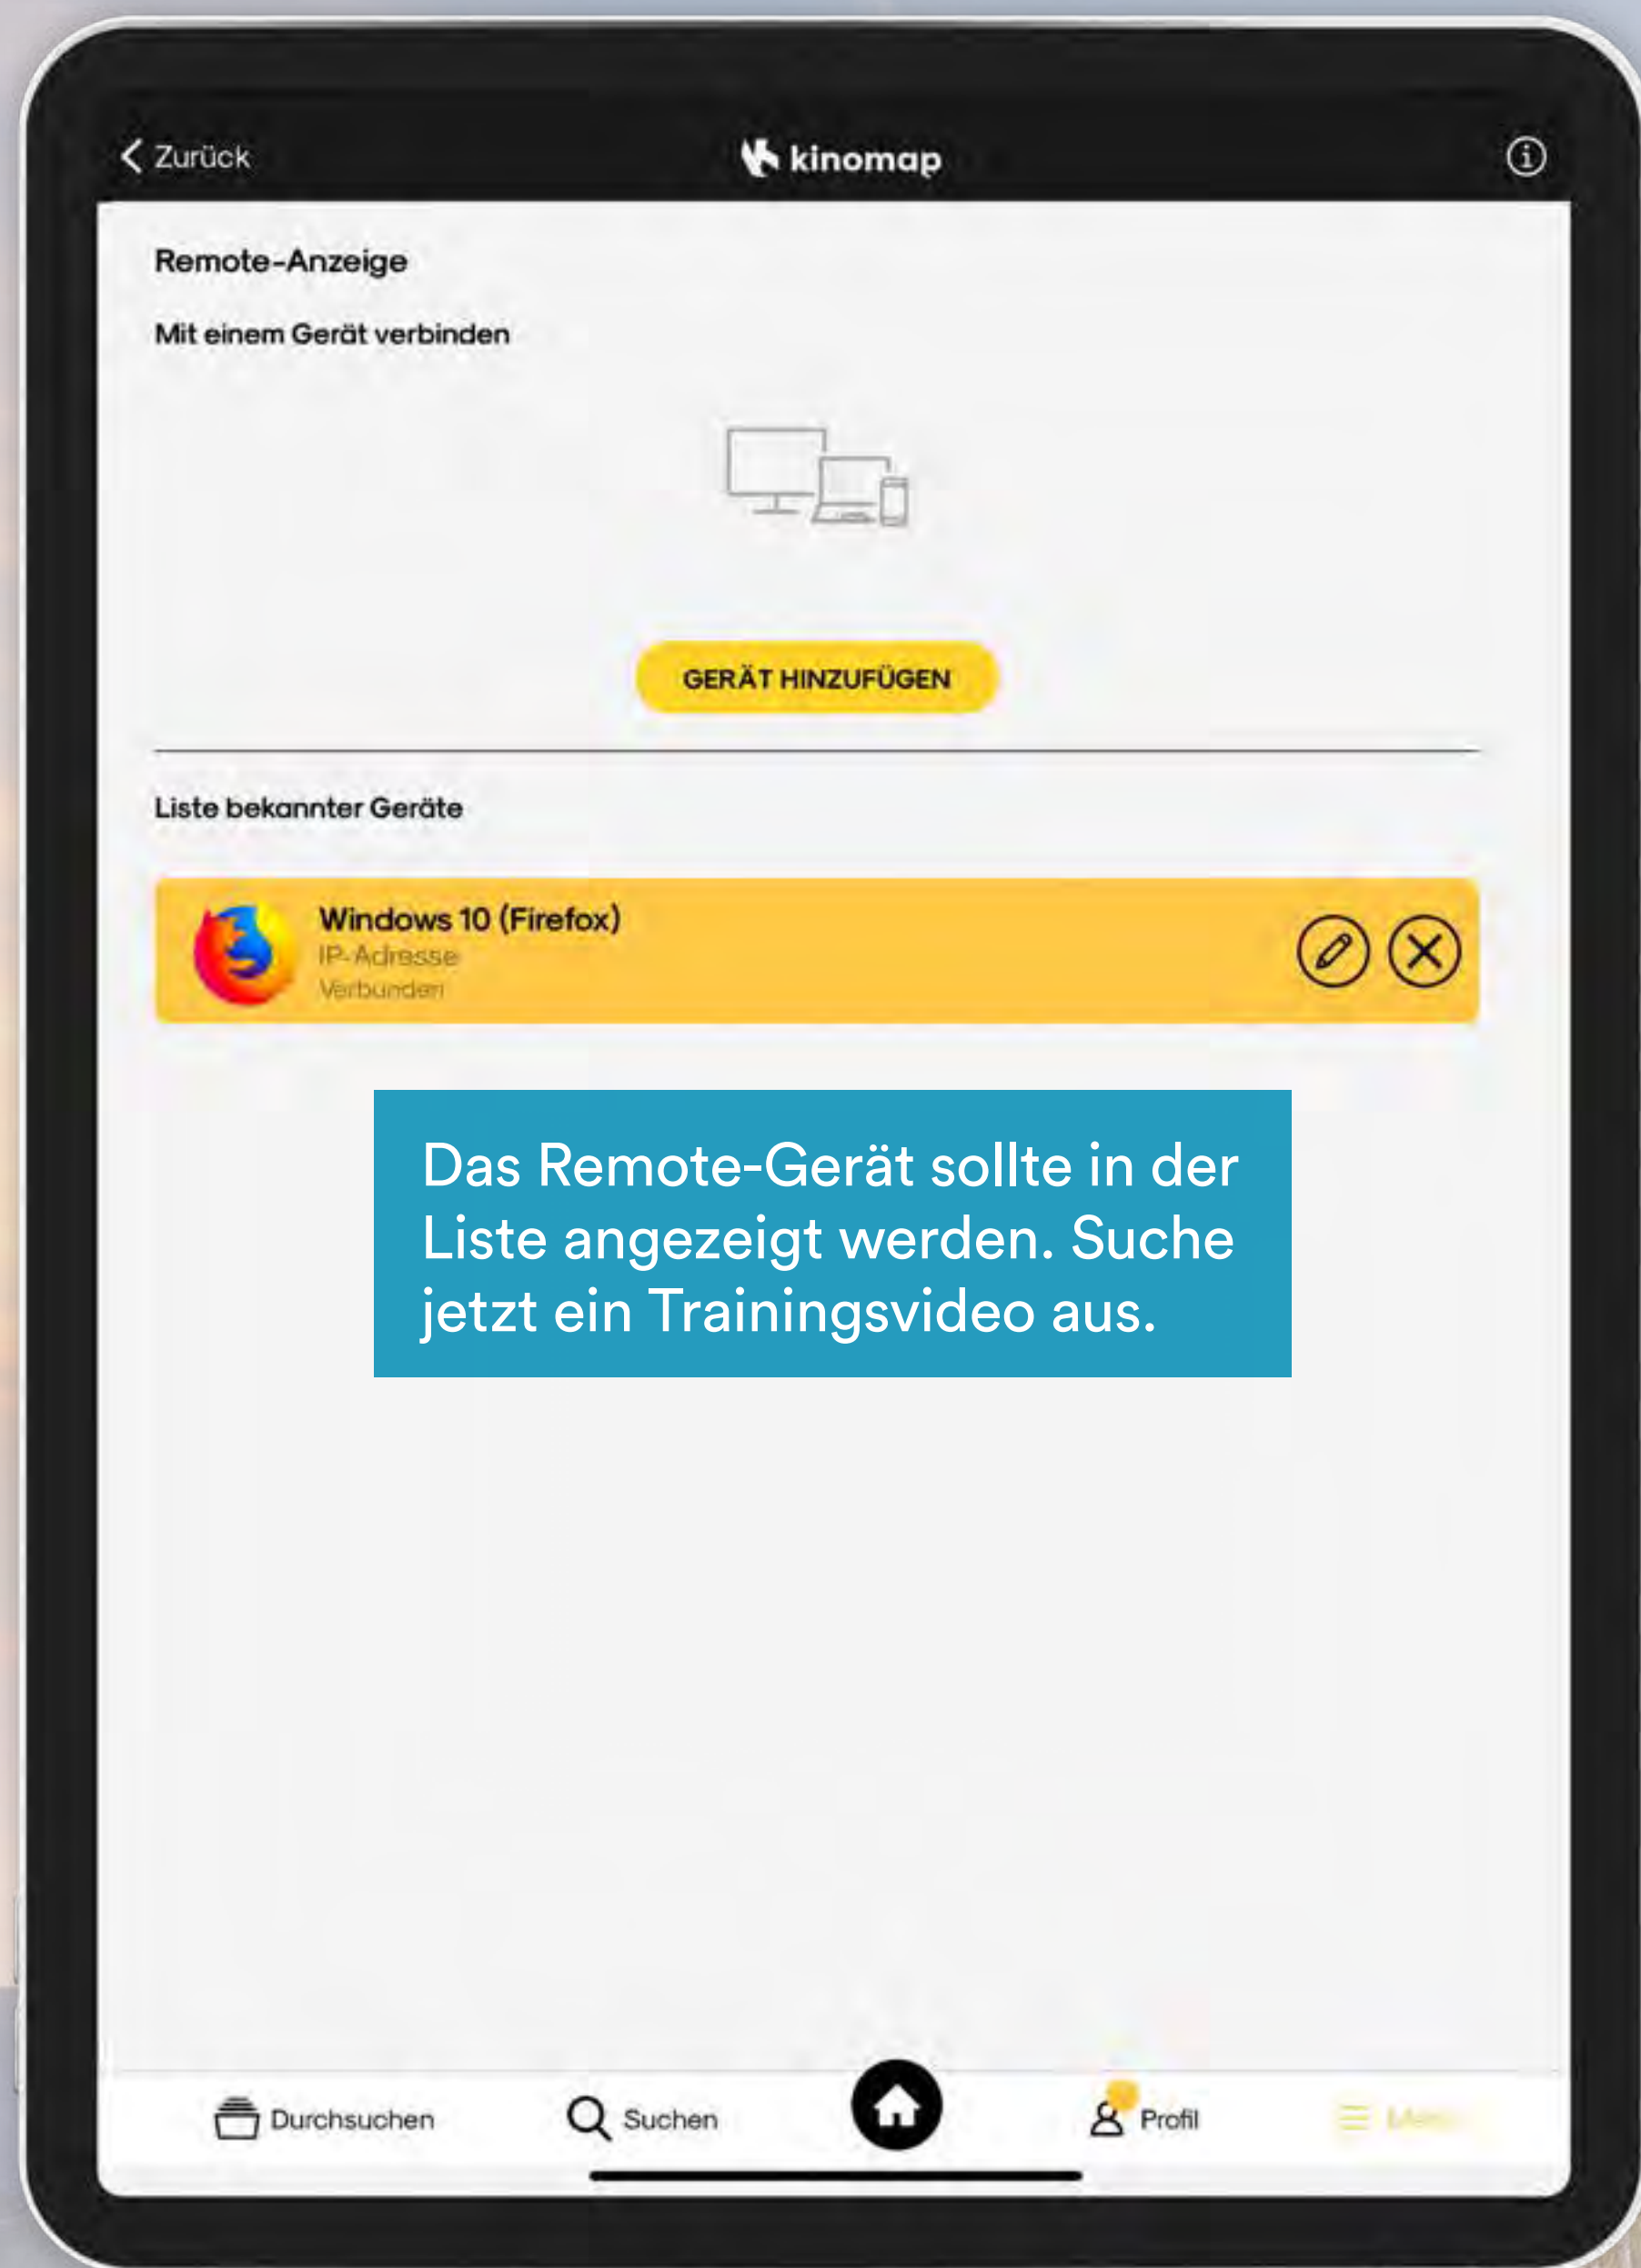 Zurück
kinomap
Remote-Anzeige
Mit einem Gerät verbinden
GERÄT HINZUFÜGEN
Liste bekannter Geräte
Windows 10 (Firefox)
IP-Adresse
Verbunden
Das Remote-Gerät sollte in der
Liste angezeigt werden. Suche
jetzt ein Trainingsvideo aus.
Durchsuchen
Suchen
Profil